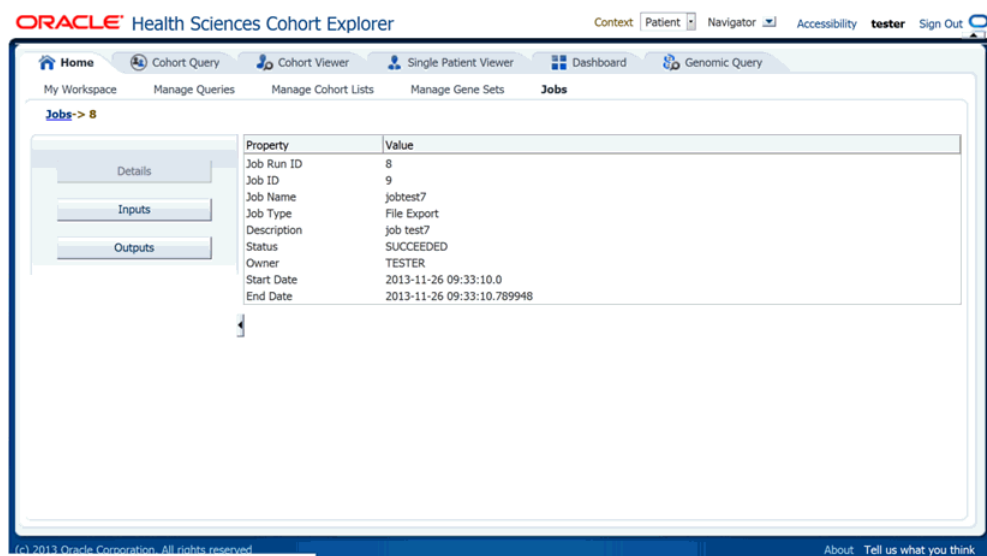 ORACLE® Health Sciences Cohort Explorer Context Patient Navigator Accessibility tester Sign Out
Home Cohort Query Cohort Viewer Single Patient Viewer Dashboard Genomic Query
My Workspace Manage Queries Manage Cohort Lists Manage Gene Sets Jobs
Jobs-> 8
Details
Inputs
Outputs
Property Value
Job Run ID 8
Job ID 9
Job Name jobtest7
Job Type File Export
Description job test7
Status SUCCEEDED
Owner TESTER
Start Date 2013-11-26 09:33:10.0
End Date 2013-11-26 09:33:10.789948
(c) 2013 Oracle Corporation. All rights reserved About Tell us what you think